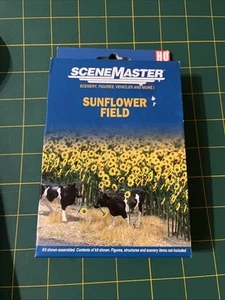 HO
SCENEMASTER
SCENERY, FIGURES, VEHICLES AND MORE!
SUNFLOWER
FIELD
Kit shown assembled. Contents of kit shown. Figures, structures and scenery items not included